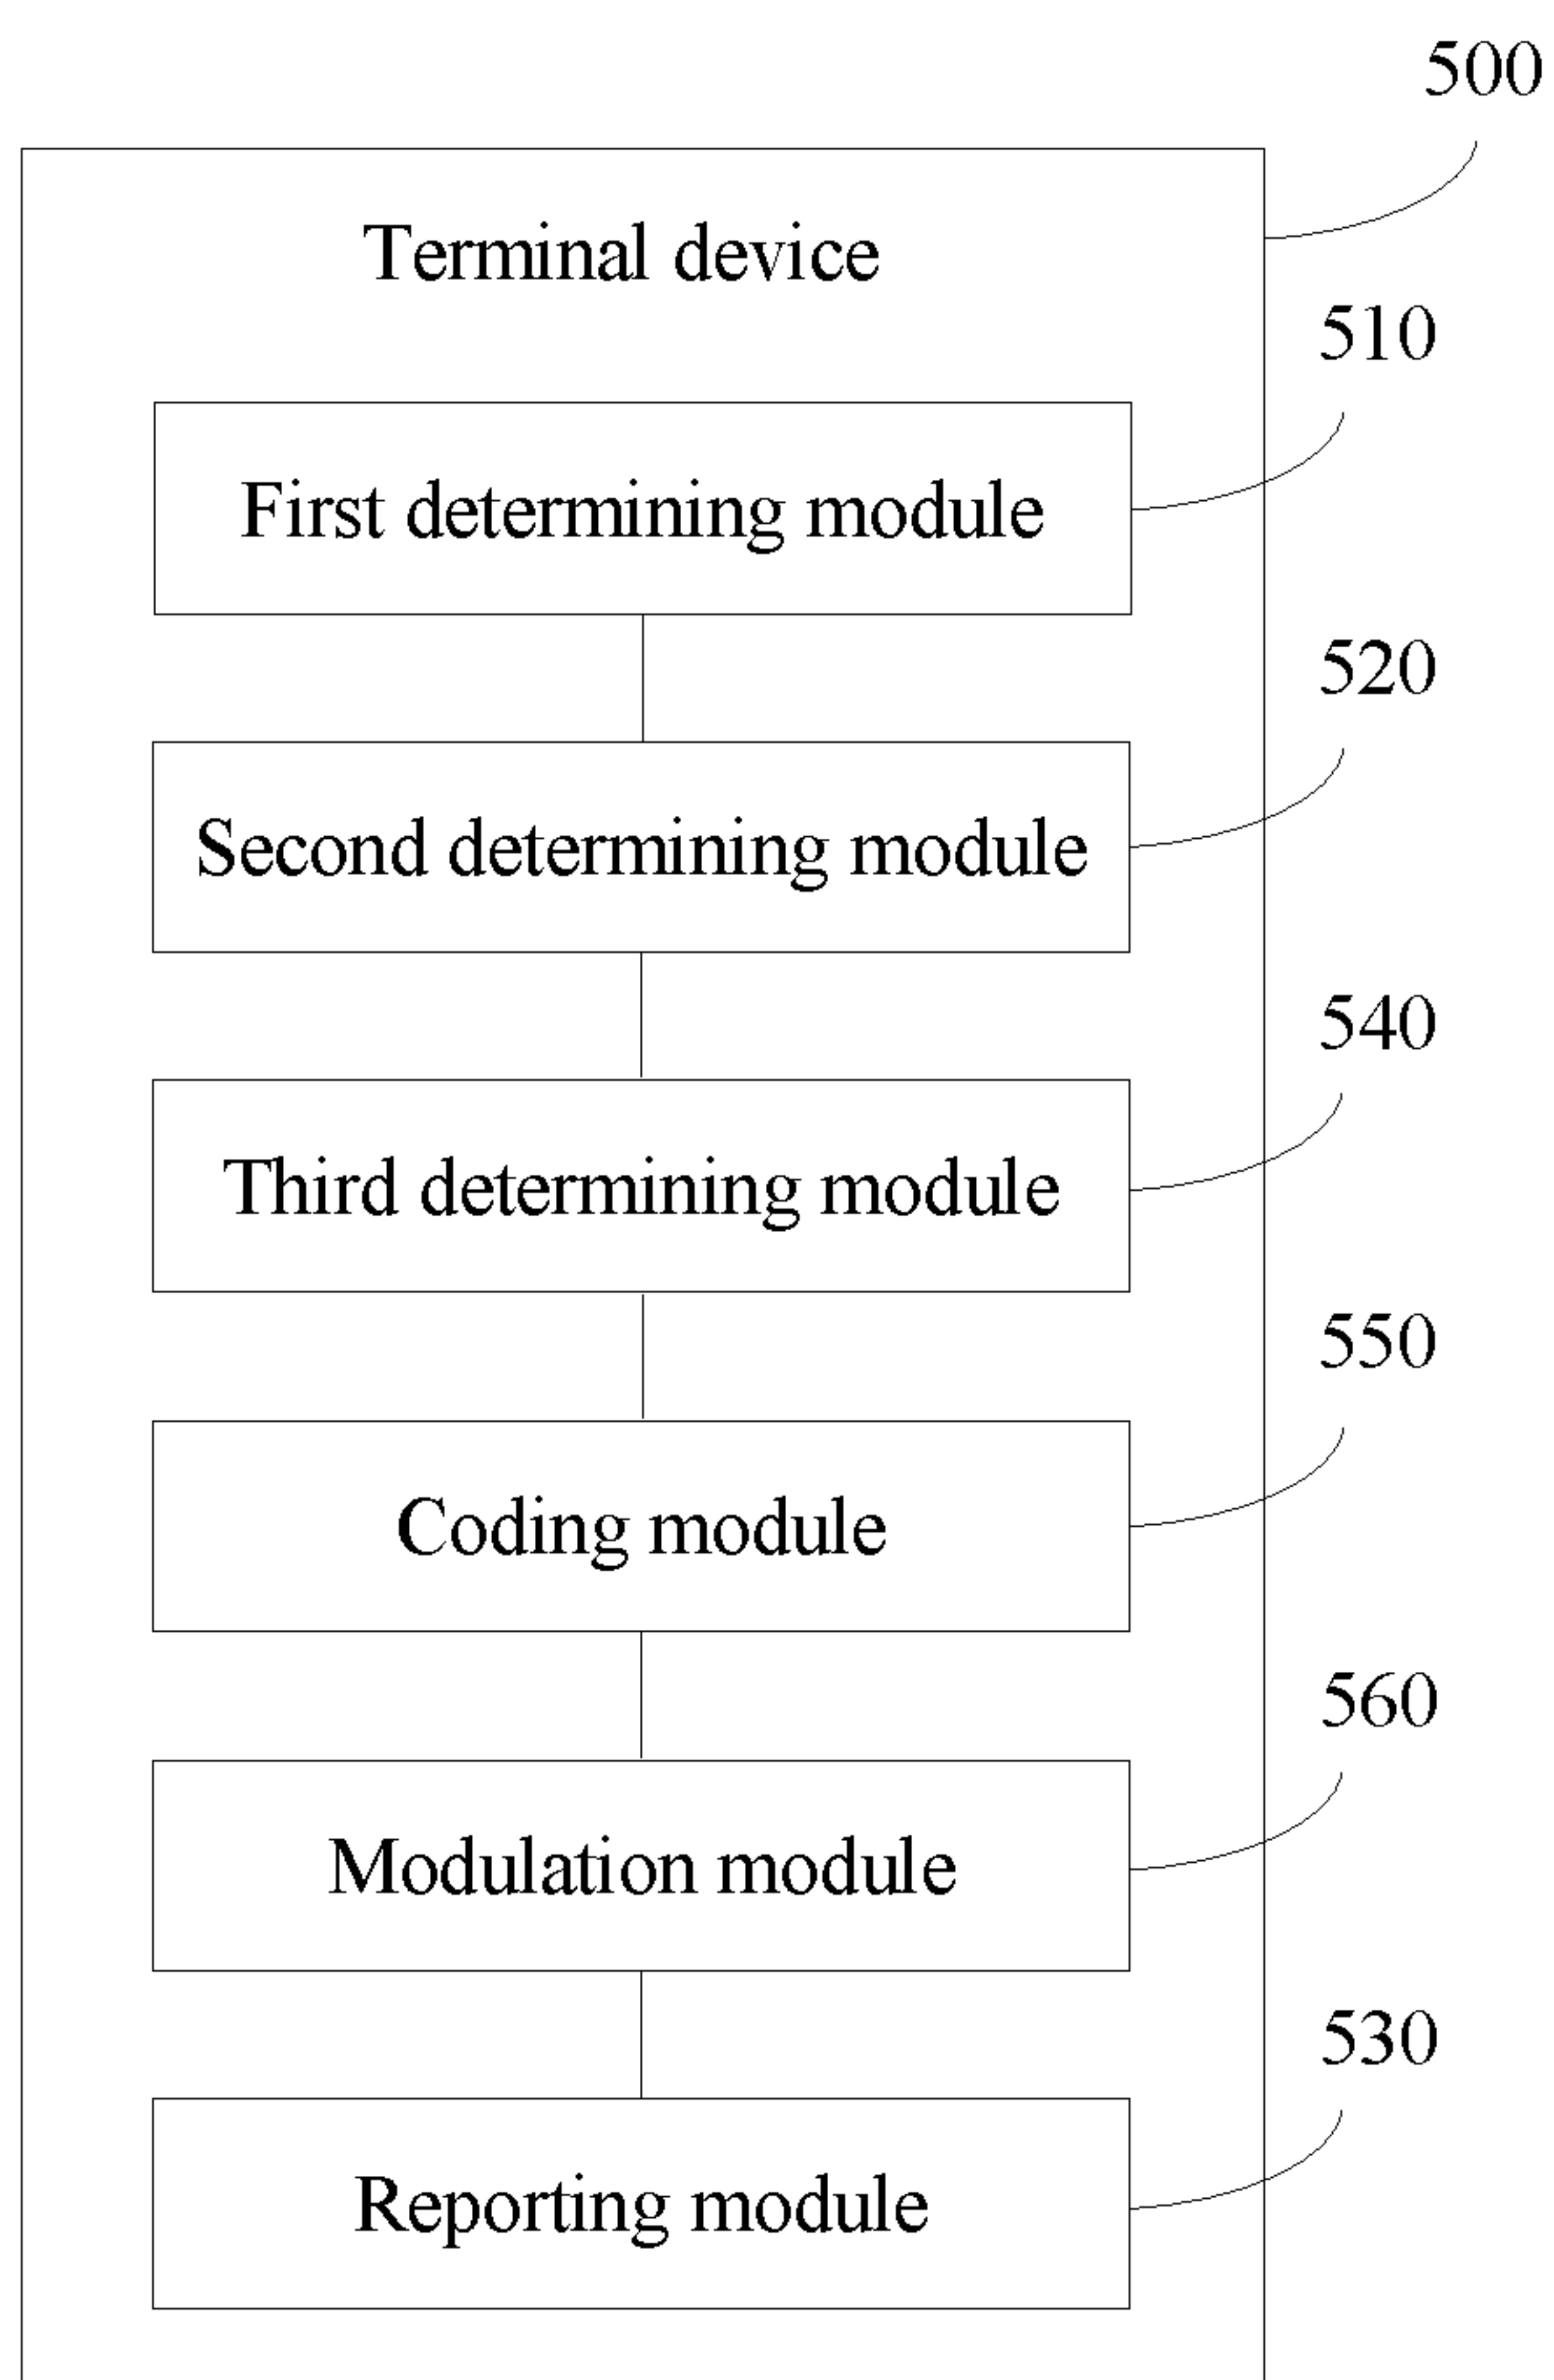 500
Terminal device
510
First determining module
520
Second determining module
540
Third determining module
550
Coding module
560
Modulation module
530
Reporting module